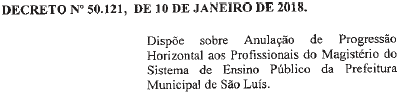 DECRETO Nº 50.121, DE 10 DE JANEIRO DE 2018.
Dispõe sobre Anulação de Progressão
Horizontal aos Profissionais do Magistério do
Sistema de Ensino Público da Prefeitura
Municipal de São Luís.